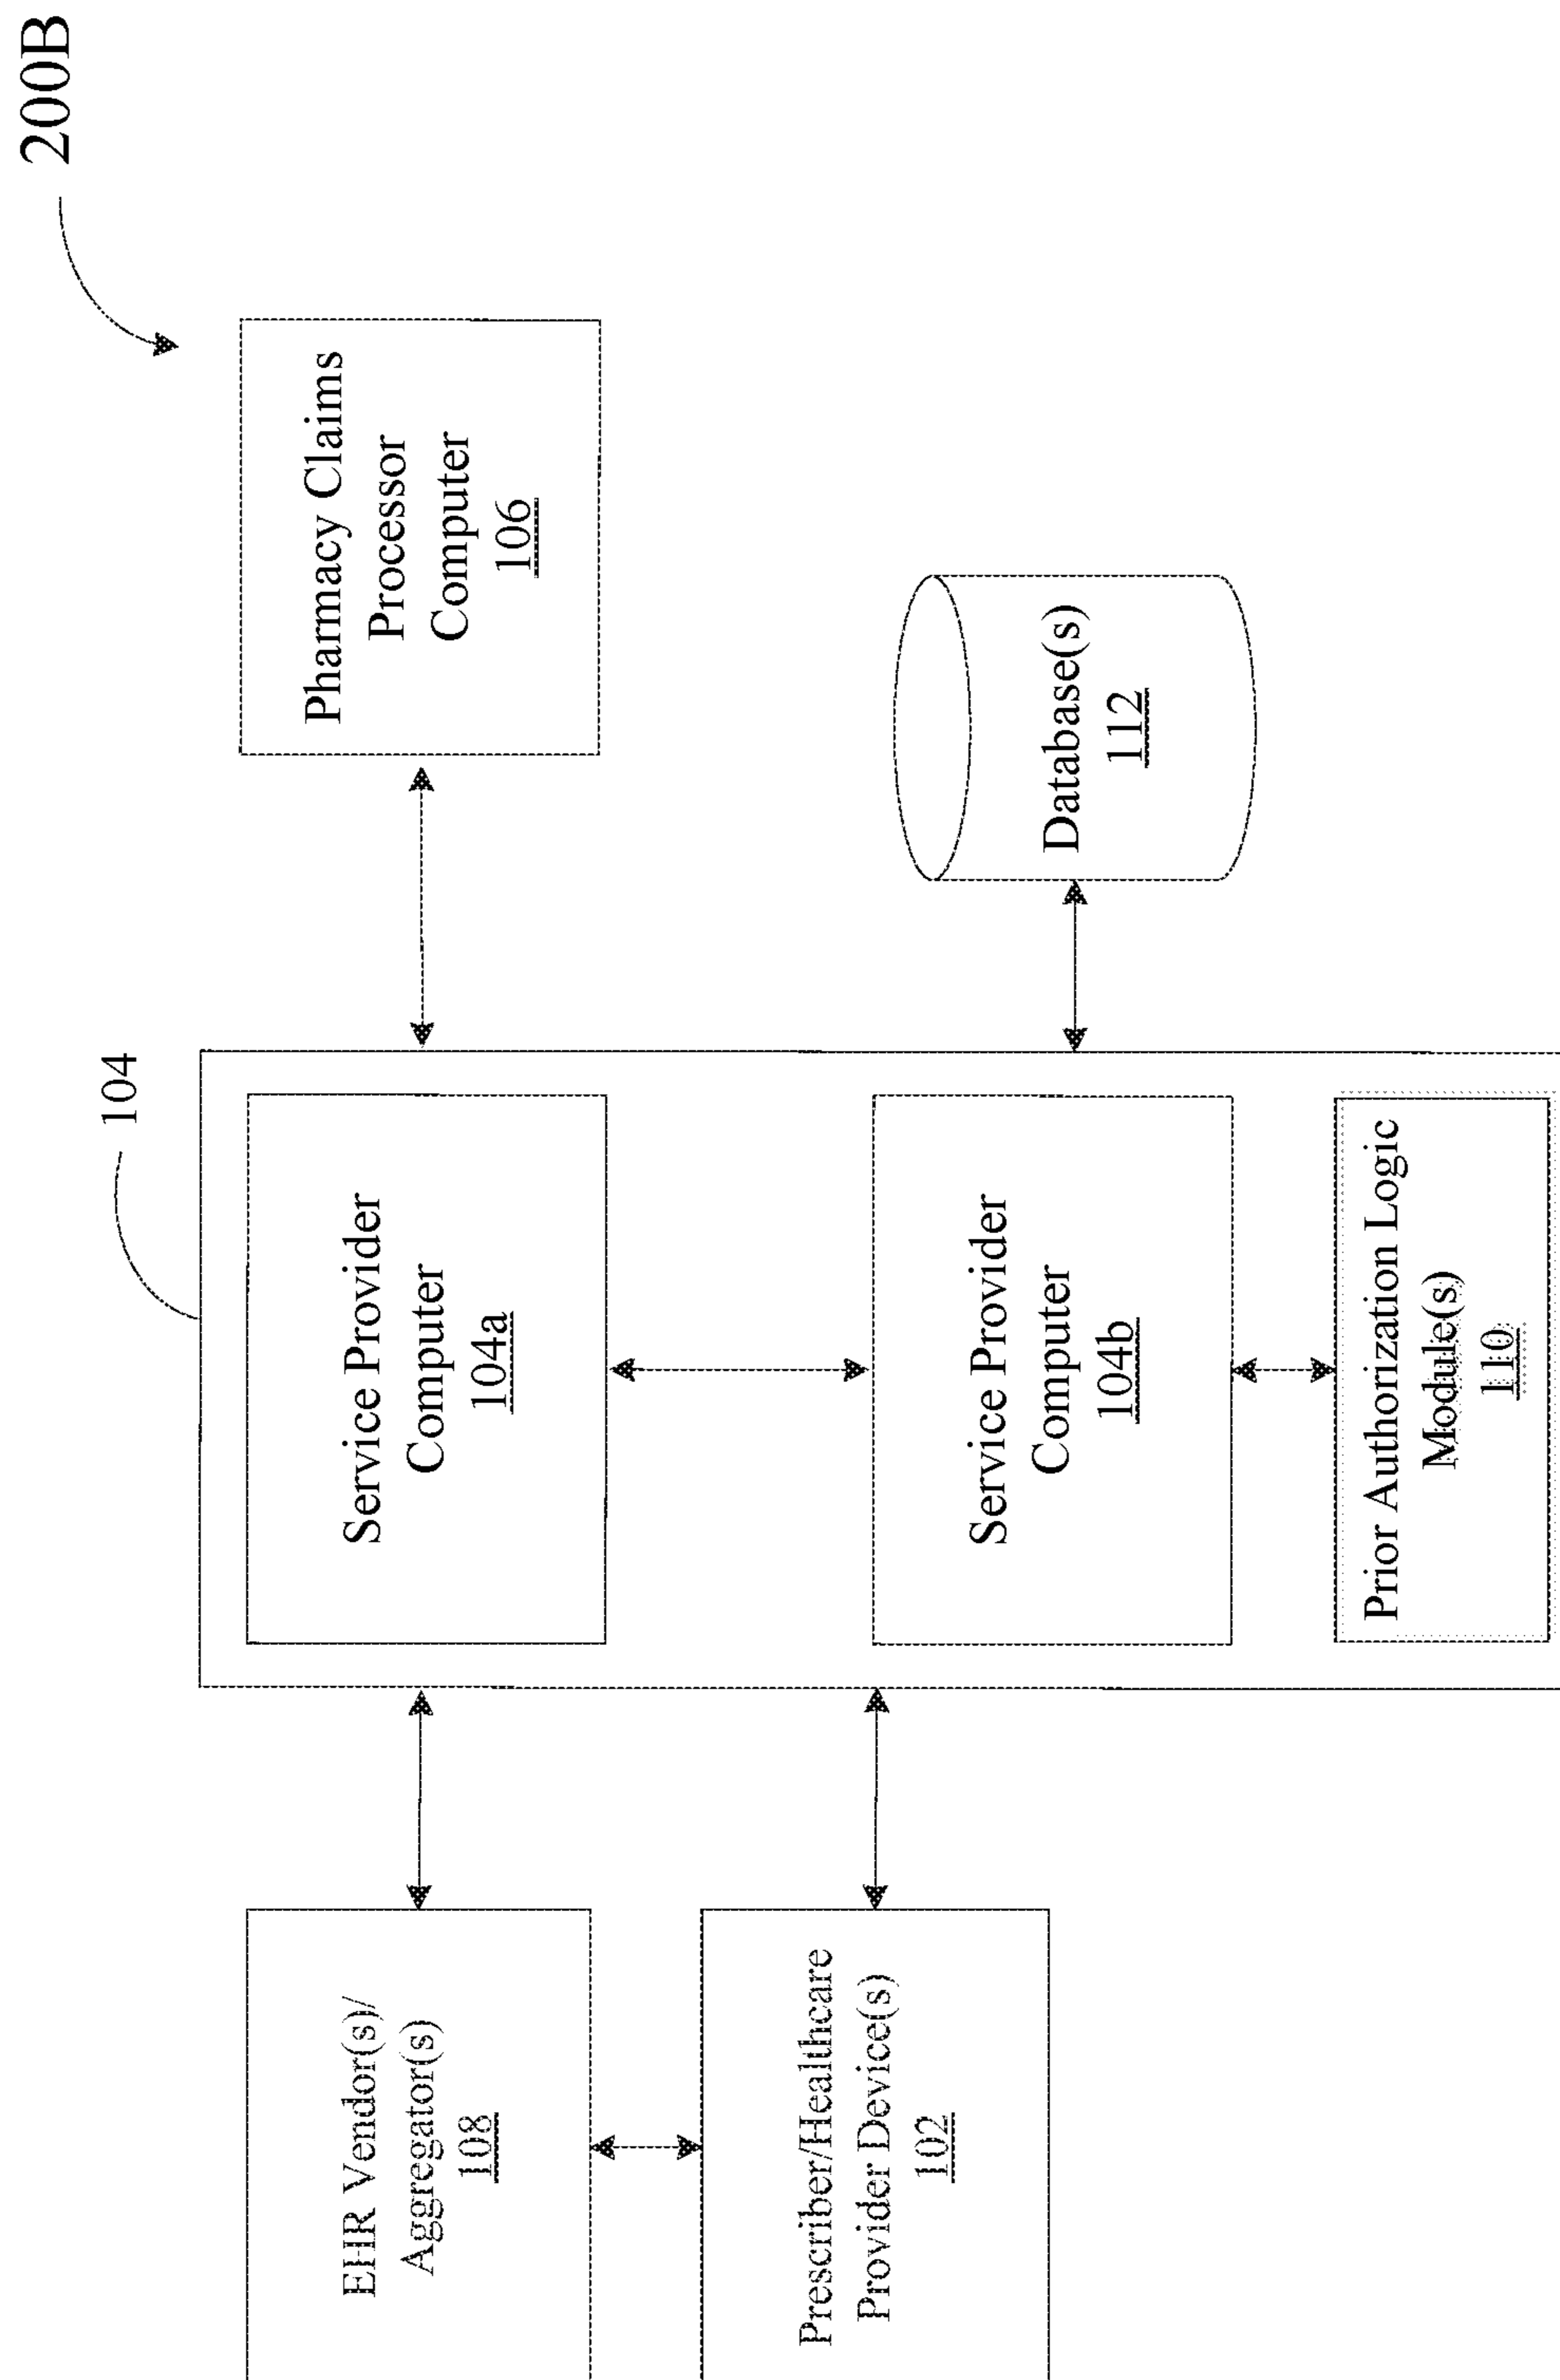 200B
104
EHR Vendor(s)/
Aggregator(s)
108
Service Provider
Computer
104a
Pharmacy Claims
Processor
Computer
106
Prescriber/Healthcare
Provider Device(s)
102
Service Provider
Computer
104b
Database(s)
112
Prior Authorization Logic
Module(s)
110